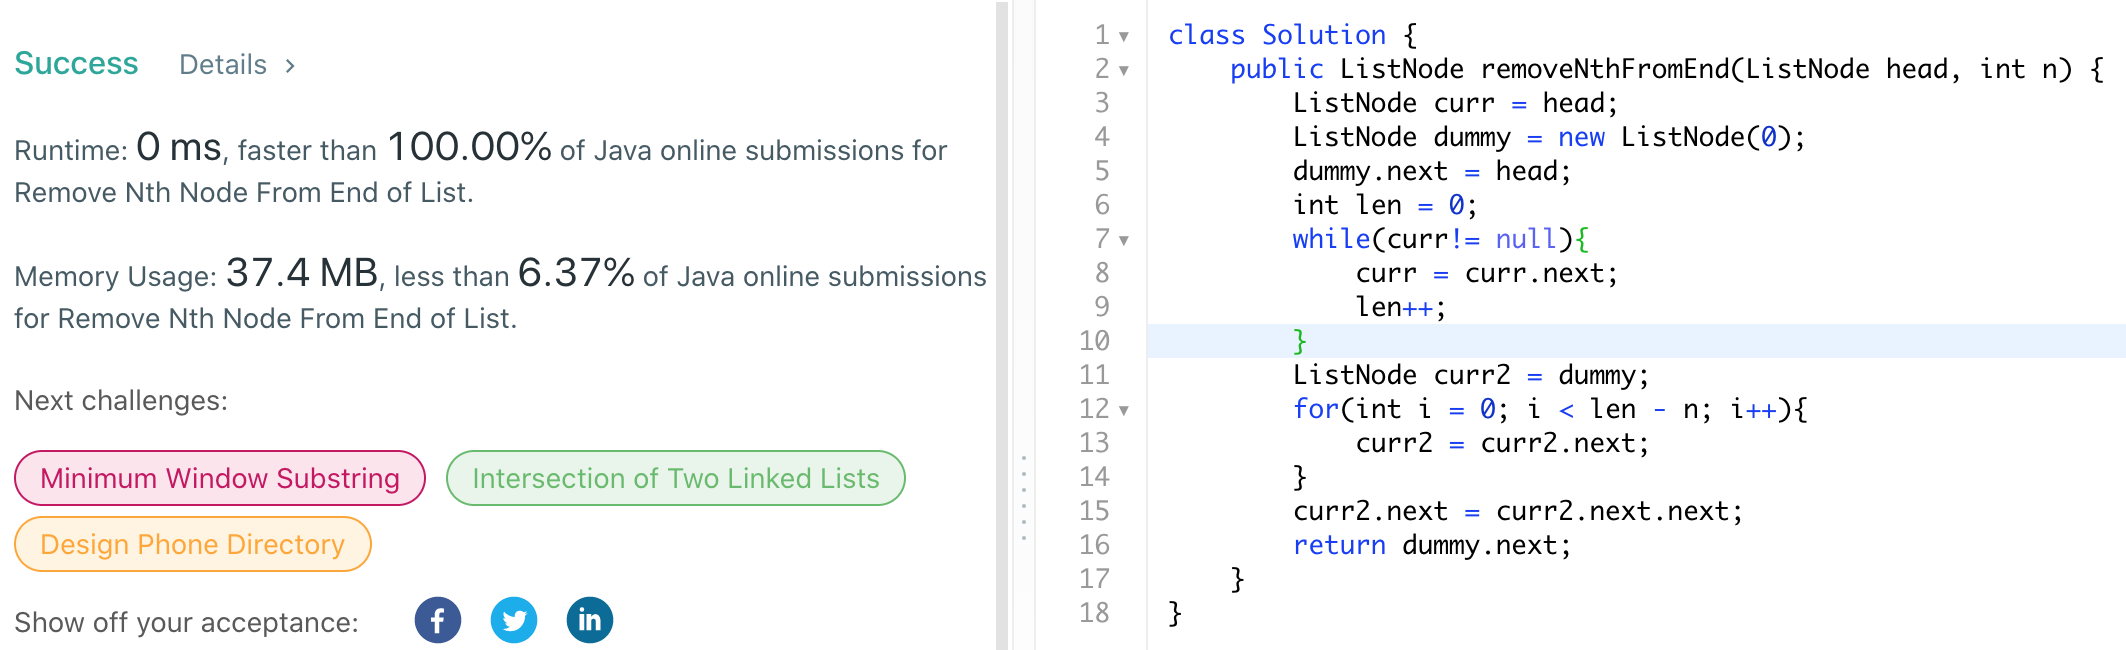 Success Details >
Runtime: 0 ms, faster than 100.00% of Java online submissions for
Remove Nth Node From End of List.
Memory Usage: 37.4 MB, less than 6.37% of Java online submissions
for Remove Nth Node From End of List.
Next challenges:
Minimum Window Substring Intersection of Two Linked Lists
Design Phone Directory
Show off your acceptance: f in
1 class Solution {
2 public ListNode removeNthFromEnd(ListNode head, int n) {
3 ListNode curr = head;
4 ListNode dummy = new ListNode(0);
5 dummy.next = head;
6 int len = 0;
7 while(curr!= null){
8 curr = curr.next;
9 len++;
10 }
11 ListNode curr2 = dummy;
12 for(int i = 0; i < len - n; i++){
13 curr2 = curr2.next;
14 }
15 curr2.next = curr2.next.next;
16 return dummy.next;
17 }
18 }